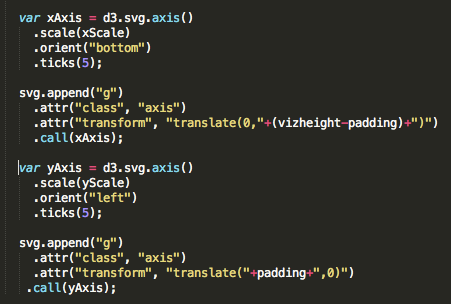 var xAxis = d3.svg.axis()
  .scale(xScale)
  .orient("bottom")
  .ticks(5);

svg.append("g")
  .attr("class", "axis")
  .attr("transform", "translate(0,"+(vizheight-padding)+")")
  .call(xAxis);

var yAxis = d3.svg.axis()
  .scale(yScale)
  .orient("left")
  .ticks(5);

svg.append("g")
  .attr("class", "axis")
  .attr("transform", "translate("+padding+",0)")
 .call(yAxis);